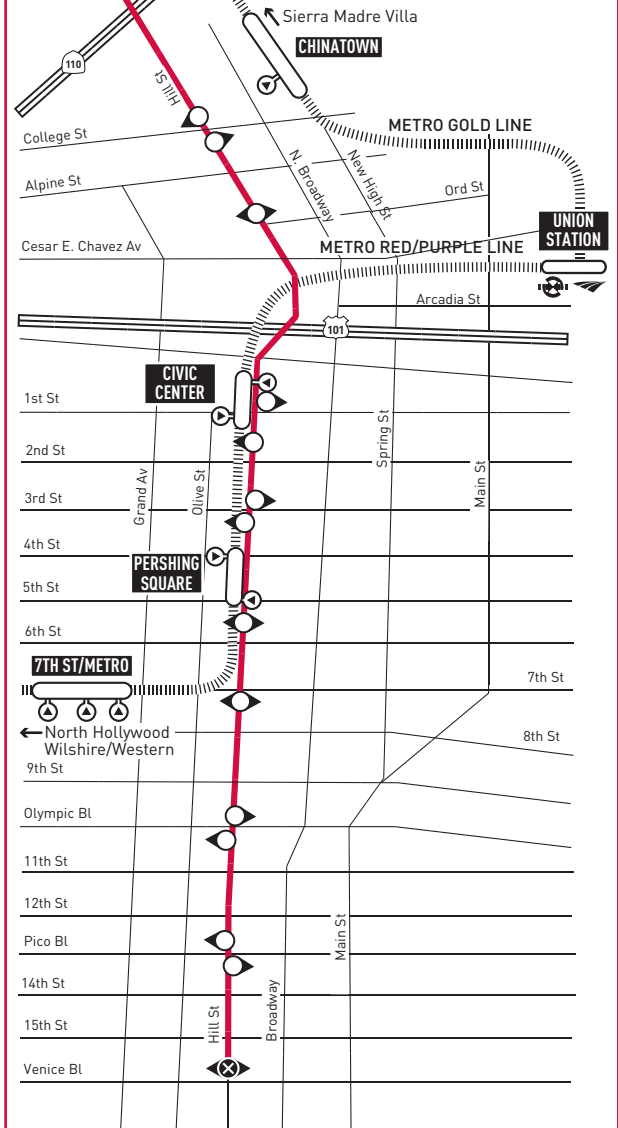 Sierra Madre Villa
CHINATOWN
110
Hill St
METRO GOLD LINE
College St
N. Broadway
New High St
Alpine St
Ord St
UNION
STATION
Cesar E. Chavez Av
METRO RED/PURPLE LINE
Arcadia St
101
CIVIC
CENTER
1st St
Spring St
2nd St
Grand Av
Olive St
Main St
3rd St
4th St
PERSHING
SQUARE
5th St
6th St
7TH ST/METRO
7th St
North Hollywood
Wilshire/Western
8th St
9th St
Olympic Bl
11th St
12th St
Main St
Pico Bl
14th St
Hill St
Broadway
15th St
Venice Bl